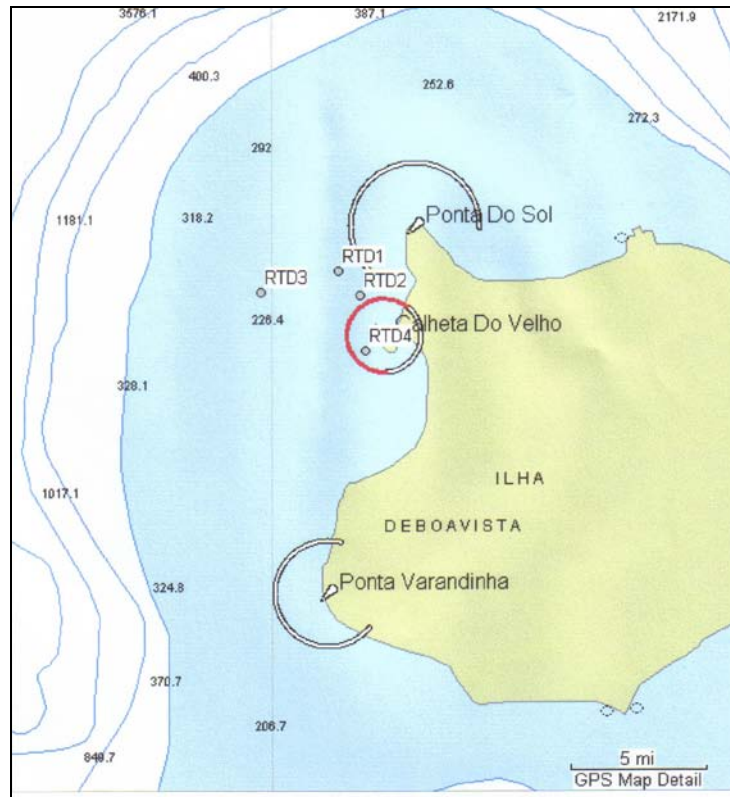 3576.1
387.1
2171.9
400.3
252.6
272.3
292
318.2
1181.1
Ponta Do Sol
RTD1
RTD3
RTD2
226.4
alheta Do Velho
RTD4
328.1
1017.1
ILHA
DEBOAVISTA
324.8
Ponta Varandinha
370.7
206.7
849.7
5 mi
GPS Map Detail